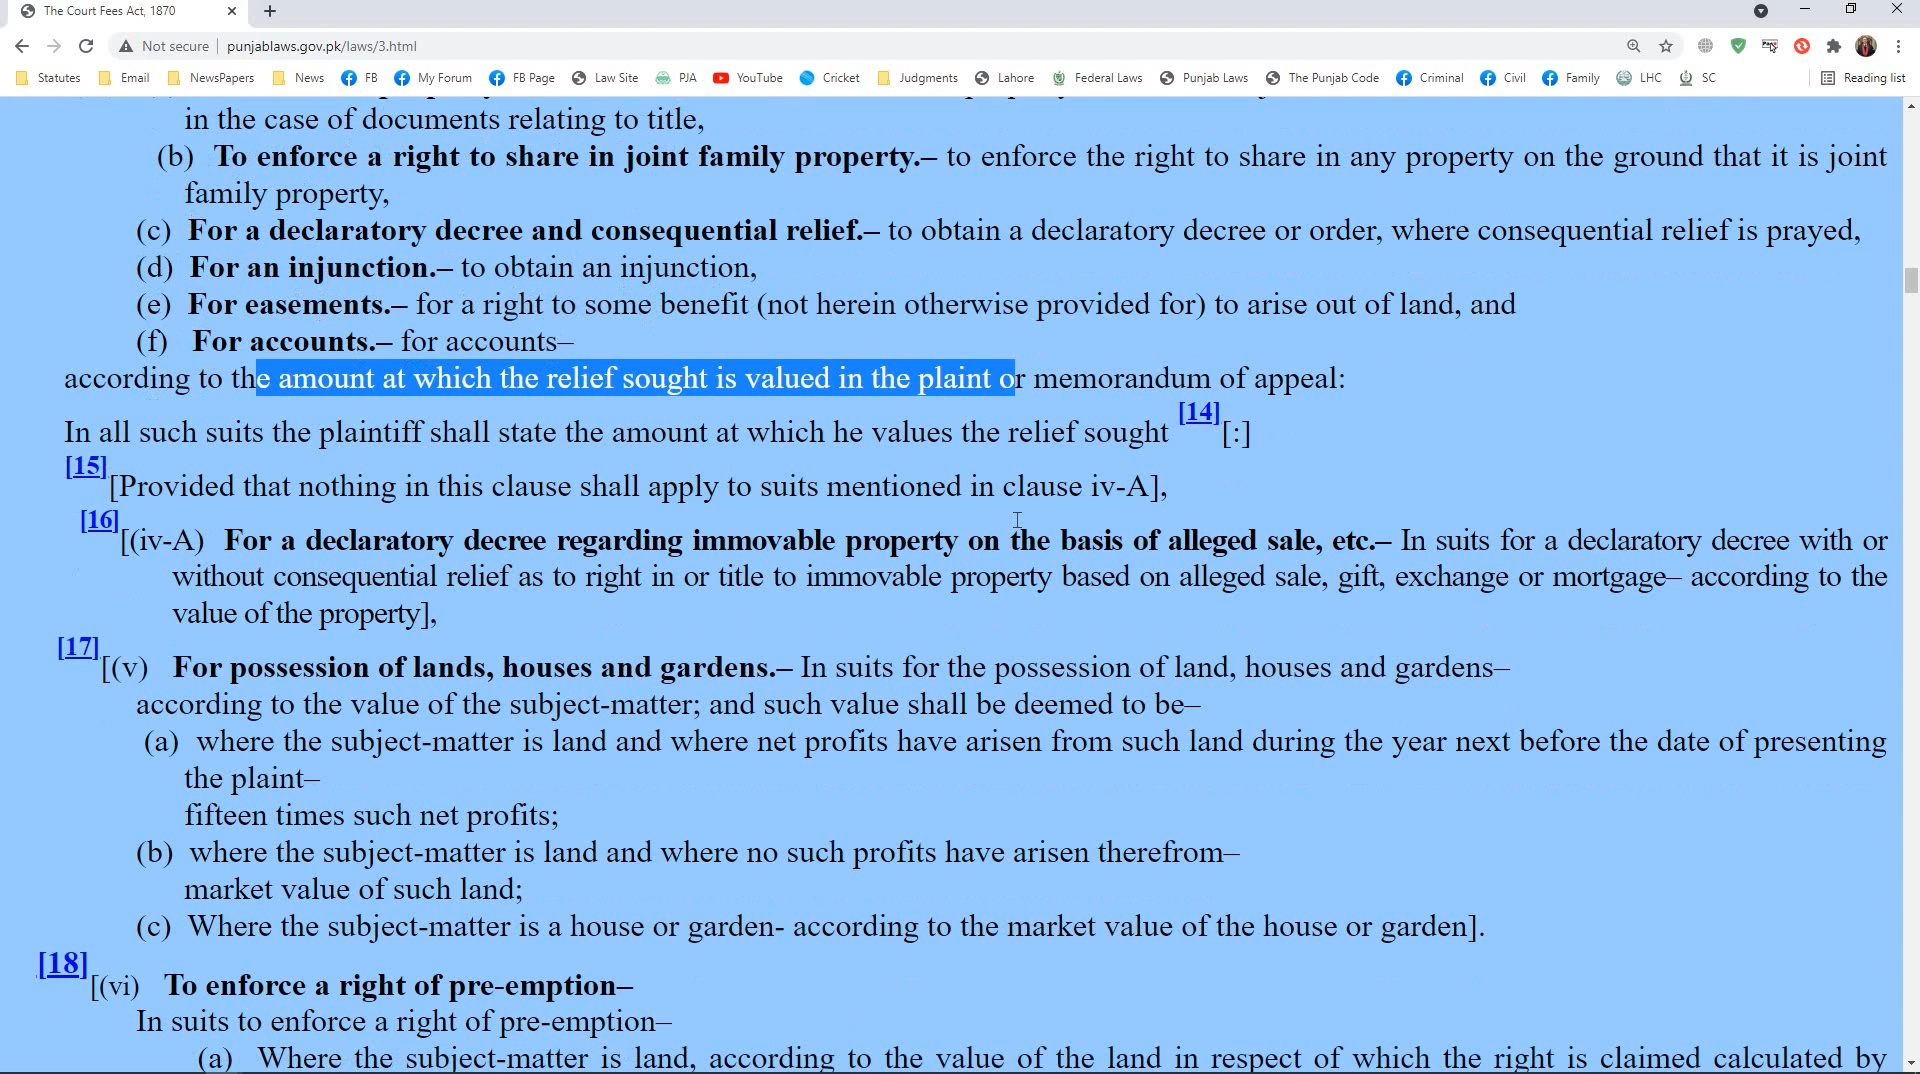 The Court Fees Act, 1870
Not secure punjablaws.gov.pk/laws/3.html
Statutes Email NewsPapers News FB My Forum FB Page Law Site PJA YouTube Cricket Judgments Lahore Federal Laws Punjab Laws The Punjab Code Criminal Civil Family LHC SC Reading list
in the case of documents relating to title,
(b) To enforce a right to share in joint family property.– to enforce the right to share in any property on the ground that it is joint
family property,
(c) For a declaratory decree and consequential relief.– to obtain a declaratory decree or order, where consequential relief is prayed,
(d) For an injunction.– to obtain an injunction,
(e) For easements.– for a right to some benefit (not herein otherwise provided for) to arise out of land, and
(f) For accounts.– for accounts–
according to the amount at which the relief sought is valued in the plaint or memorandum of appeal:
In all such suits the plaintiff shall state the amount at which he values the relief sought [14][:]
[15][Provided that nothing in this clause shall apply to suits mentioned in clause iv-A],
[16][(iv-A) For a declaratory decree regarding immovable property on the basis of alleged sale, etc.– In suits for a declaratory decree with or
without consequential relief as to right in or title to immovable property based on alleged sale, gift, exchange or mortgage– according to the
value of the property],
[17][(v) For possession of lands, houses and gardens.– In suits for the possession of land, houses and gardens–
according to the value of the subject-matter; and such value shall be deemed to be–
(a) where the subject-matter is land and where net profits have arisen from such land during the year next before the date of presenting
the plaint–
fifteen times such net profits;
(b) where the subject-matter is land and where no such profits have arisen therefrom–
market value of such land;
(c) Where the subject-matter is a house or garden- according to the market value of the house or garden].
[18][(vi) To enforce a right of pre-emption–
In suits to enforce a right of pre-emption–
(a) Where the subject-matter is land, according to the value of the land in respect of which the right is claimed calculated by